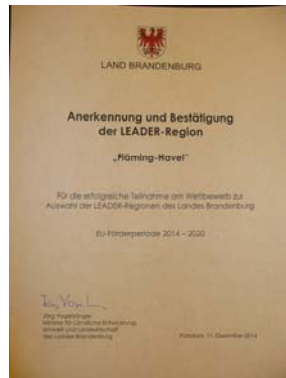 LAND BRANDENBURG
Anerkennung und Bestätigung
der LEADER-Region
„Fläming-Havel“
Für die erfolgreiche Teilnahme am Wettbewerb zur
Auswahl der LEADER-Regionen des Landes Brandenburg
EU-Förderperiode 2014 – 2020
Jörg Vogelsänger
Minister für Ländliche Entwicklung,
Umwelt und Landwirtschaft
des Landes Brandenburg
Potsdam, 11. Dezember 2014